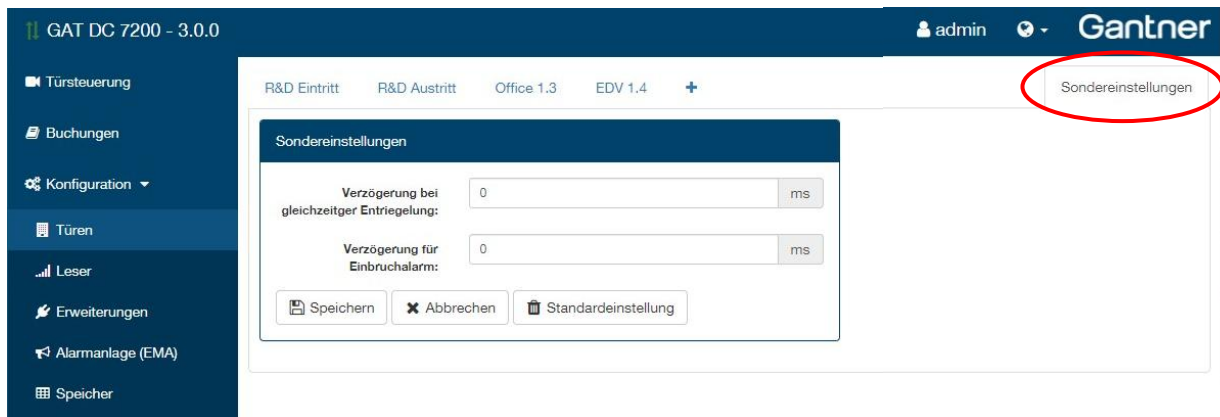 GAT DC 7200 - 3.0.0
admin
Gantner
Türsteuerung
Buchungen
Konfiguration
Türen
Leser
Erweiterungen
Alarmanlage (EMA)
Speicher
R&D Eintritt R&D Austritt Office 1.3 EDV 1.4 + Sondereinstellungen
Sondereinstellungen
Verzögerung bei
gleichzeitger Entriegelung:
0 ms
Verzögerung für
Einbruchalarm:
0 ms
Speichern Abbrechen Standardeinstellung